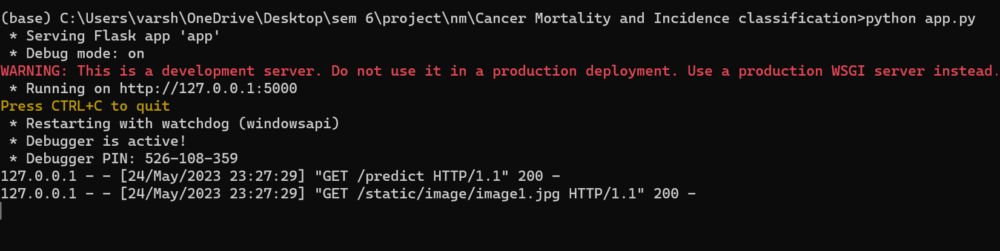 (base) C:\Users\varsh\OneDrive\Desktop\sem 6\project\nm\Cancer Mortality and Incidence classification>python app.py
 * Serving Flask app 'app'
 * Debug mode: on
WARNING: This is a development server. Do not use it in a production deployment. Use a production WSGI server instead.
 * Running on http://127.0.0.1:5000
Press CTRL+C to quit
 * Restarting with watchdog (windowsapi)
 * Debugger is active!
 * Debugger PIN: 526-108-359
127.0.0.1 - - [24/May/2023 23:27:29] "GET /predict HTTP/1.1" 200 -
127.0.0.1 - - [24/May/2023 23:27:29] "GET /static/image/image1.jpg HTTP/1.1" 200 -